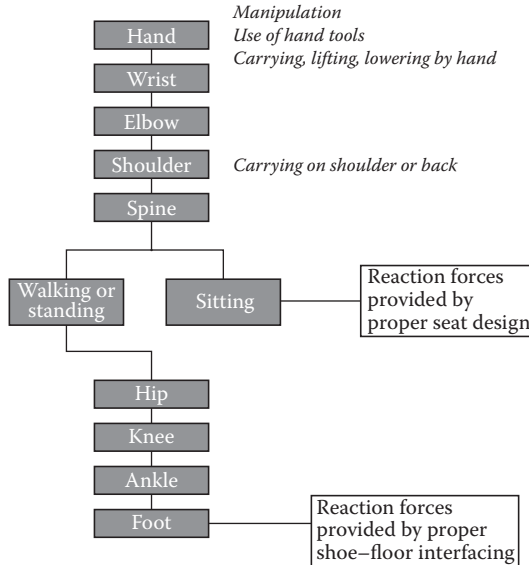 Manipulation
Hand
Use of hand tools
Carrying, lifting, lowering by hand
Wrist
Elbow
Shoulder
Carrying on shoulder or back
Spine
Walking or
standing
Sitting
Reaction forces
provided by
proper seat design
Hip
Knee
Ankle
Foot
Reaction forces
provided by proper
shoe–floor interfacing